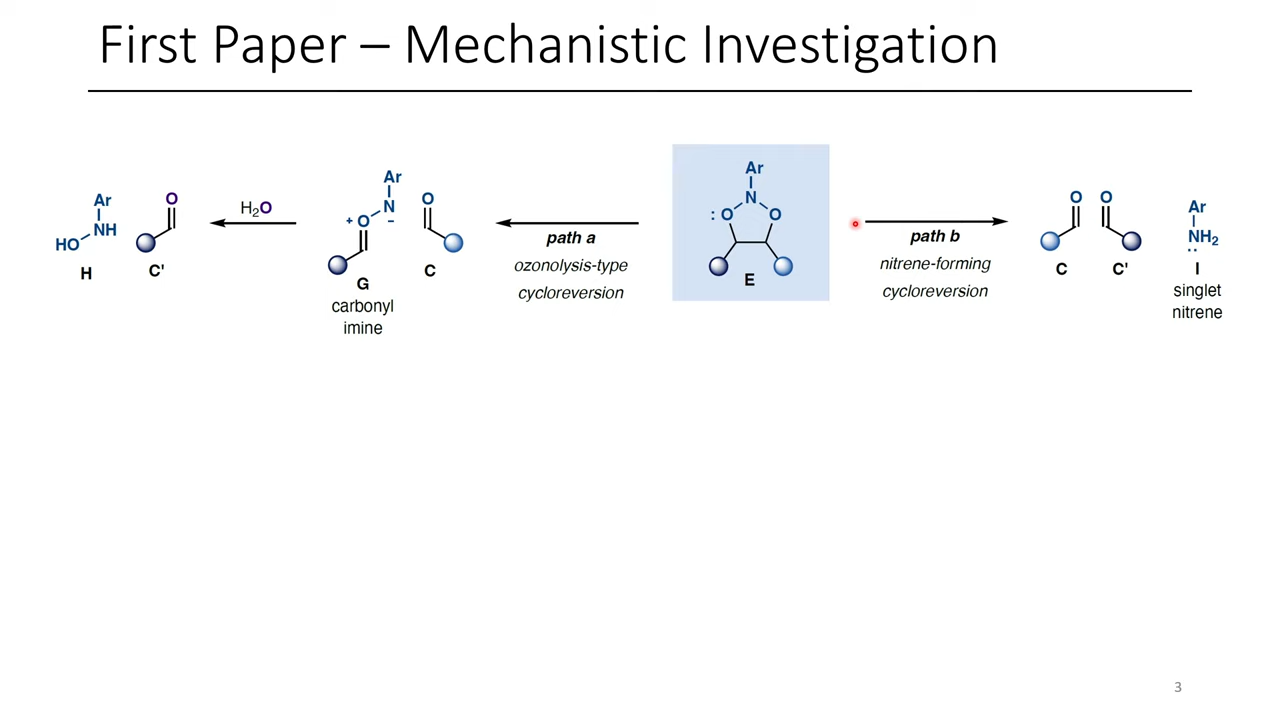 First Paper – Mechanistic Investigation
Ar
NH
HO
H
O
C'
H₂O
Ar
N
-
+ O
G
carbonyl
imine
O
C
path a
ozonolysis-type
cycloreversion
Ar
N
: O
O
E
path b
nitrene-forming
cycloreversion
O
O
C
C'
Ar
NH₂
..
I
singlet
nitrene
3